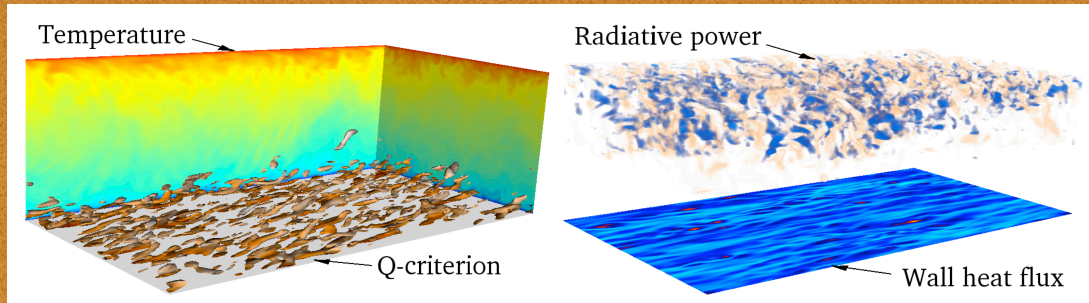 Temperature
Q-criterion
Radiative power
Wall heat flux